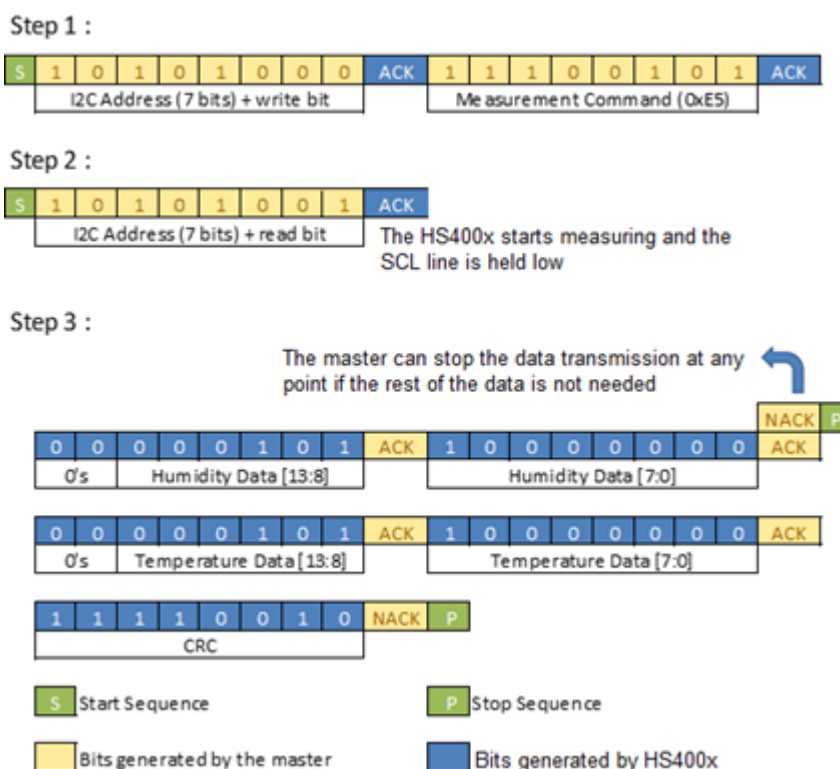 Step 1 :
S 1 0 1 0 1 0 0 0 ACK 1 1 1 0 0 1 0 1 ACK
I2C Address (7 bits) + write bit Measurement Command (0xE5)
Step 2 :
S 1 0 1 0 1 0 0 1 ACK
I2C Address (7 bits) + read bit
The HS400x starts measuring and the
SCL line is held low
Step 3 :
The master can stop the data transmission at any
point if the rest of the data is not needed
NACK P
0 0 0 0 0 1 0 1 ACK 1 0 0 0 0 0 0 0 ACK
0's Humidity Data [13:8] Humidity Data [7:0]
0 0 0 0 0 1 0 1 ACK 1 0 0 0 0 0 0 0 ACK
0's Temperature Data [13:8] Temperature Data [7:0]
1 1 1 1 0 0 1 0 NACK P
CRC
S Start Sequence P Stop Sequence
Bits generated by the master Bits generated by HS400x